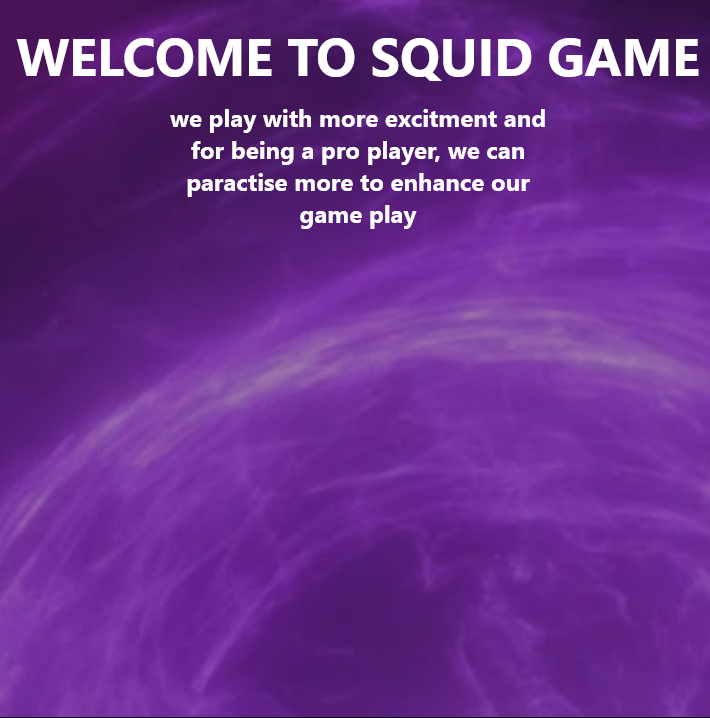 WELCOME TO SQUID GAME
we play with more excitment and
for being a pro player, we can
paractise more to enhance our
game play